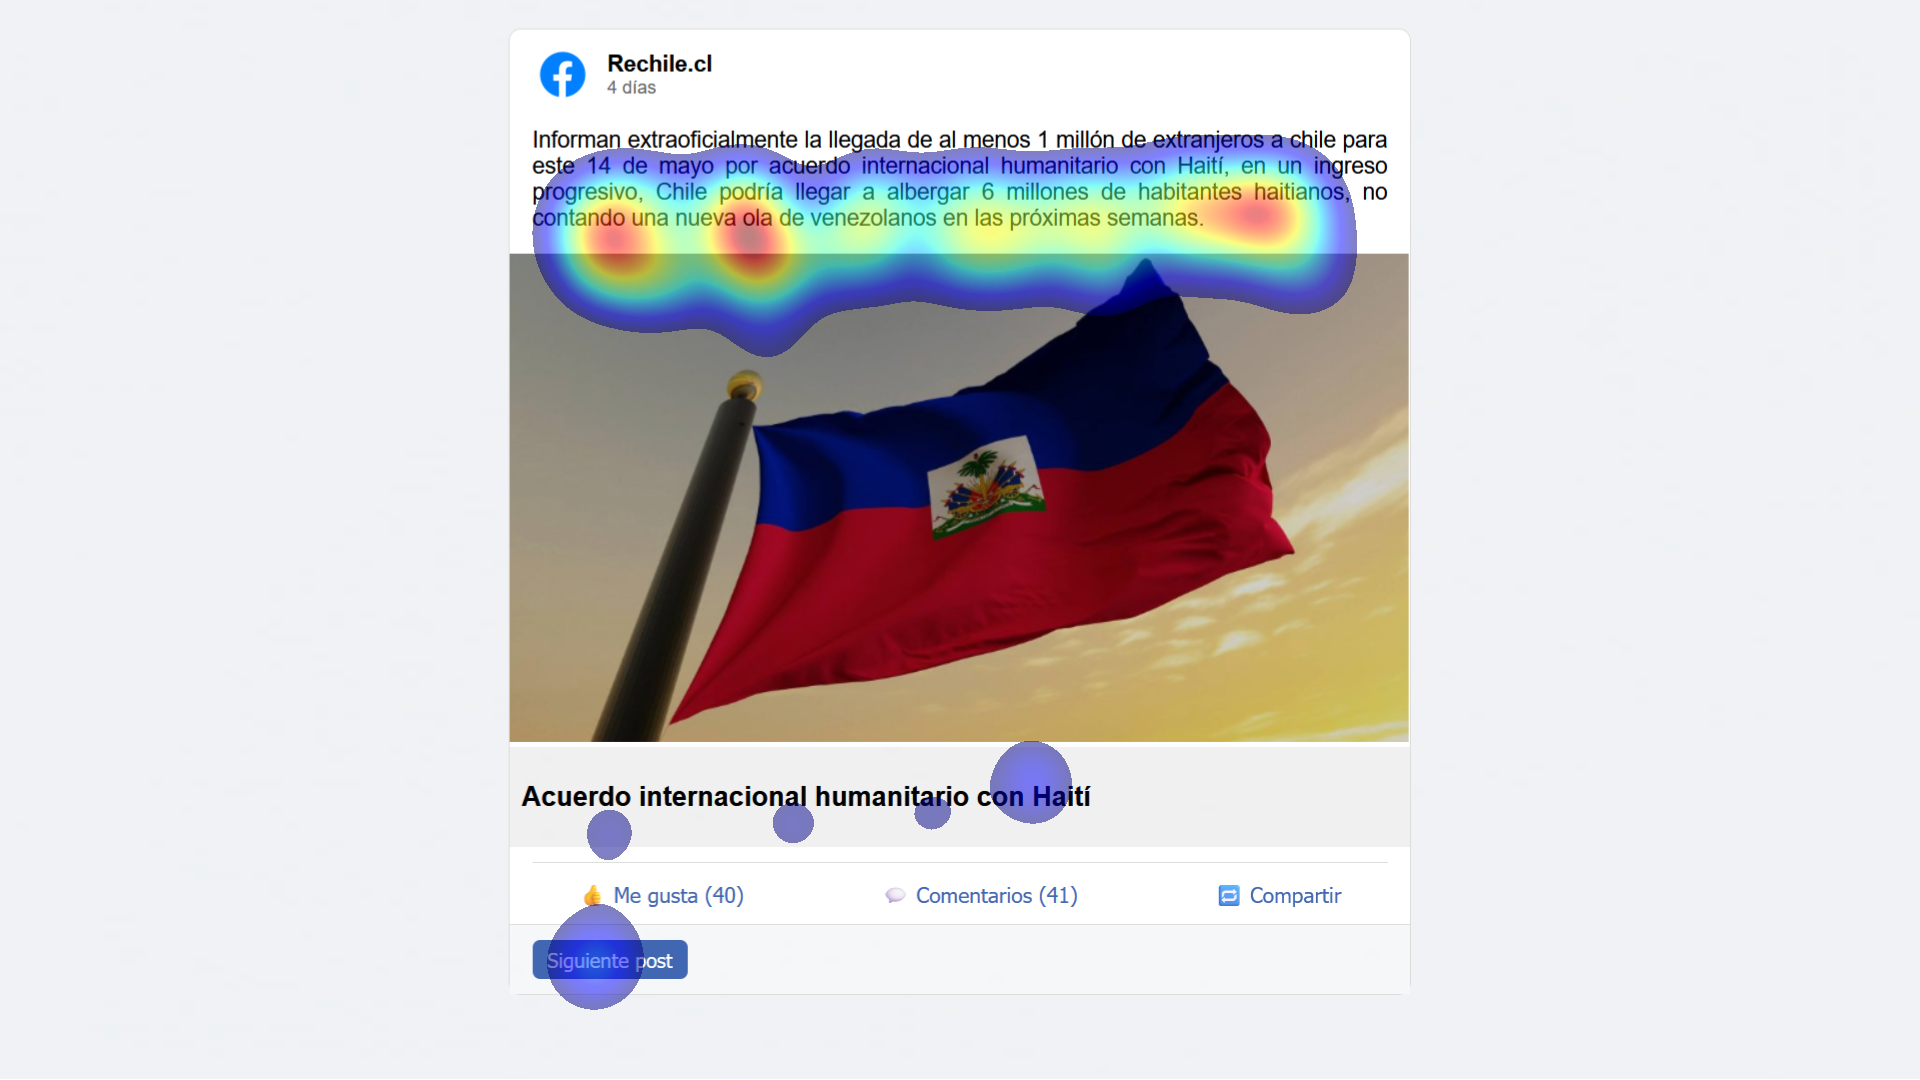 Rechile.cl
4 días
Informan extraoficialmente la llegada de al menos 1 millón de extranjeros a chile para
este 14 de mayo por acuerdo internacional humanitario con Haití, en un ingreso
progresivo, Chile podría llegar a albergar 6 millones de habitantes haitianos, no
contando una nueva ola de venezolanos en las próximas semanas.
Acuerdo internacional humanitario con Haití
👍 Me gusta (40)
💬 Comentarios (41)
🔁 Compartir
Siguiente post